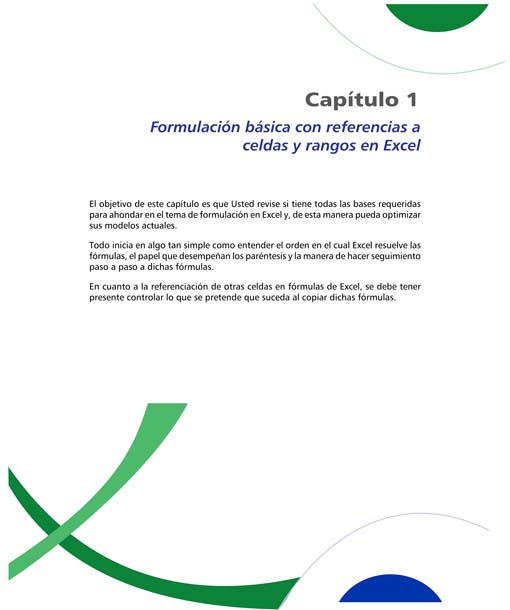 Capítulo 1
Formulación básica con referencias a
celdas y rangos en Excel
El objetivo de este capítulo es que Usted revise si tiene todas las bases requeridas
para ahondar en el tema de formulación en Excel y, de esta manera pueda optimizar
sus modelos actuales.
Todo inicia en algo tan simple como entender el orden en el cual Excel resuelve las
fórmulas, el papel que desempeñan los paréntesis y la manera de hacer seguimiento
paso a paso a dichas fórmulas.
En cuanto a la referenciación de otras celdas en fórmulas de Excel, se debe tener
presente controlar lo que se pretende que suceda al copiar dichas fórmulas.